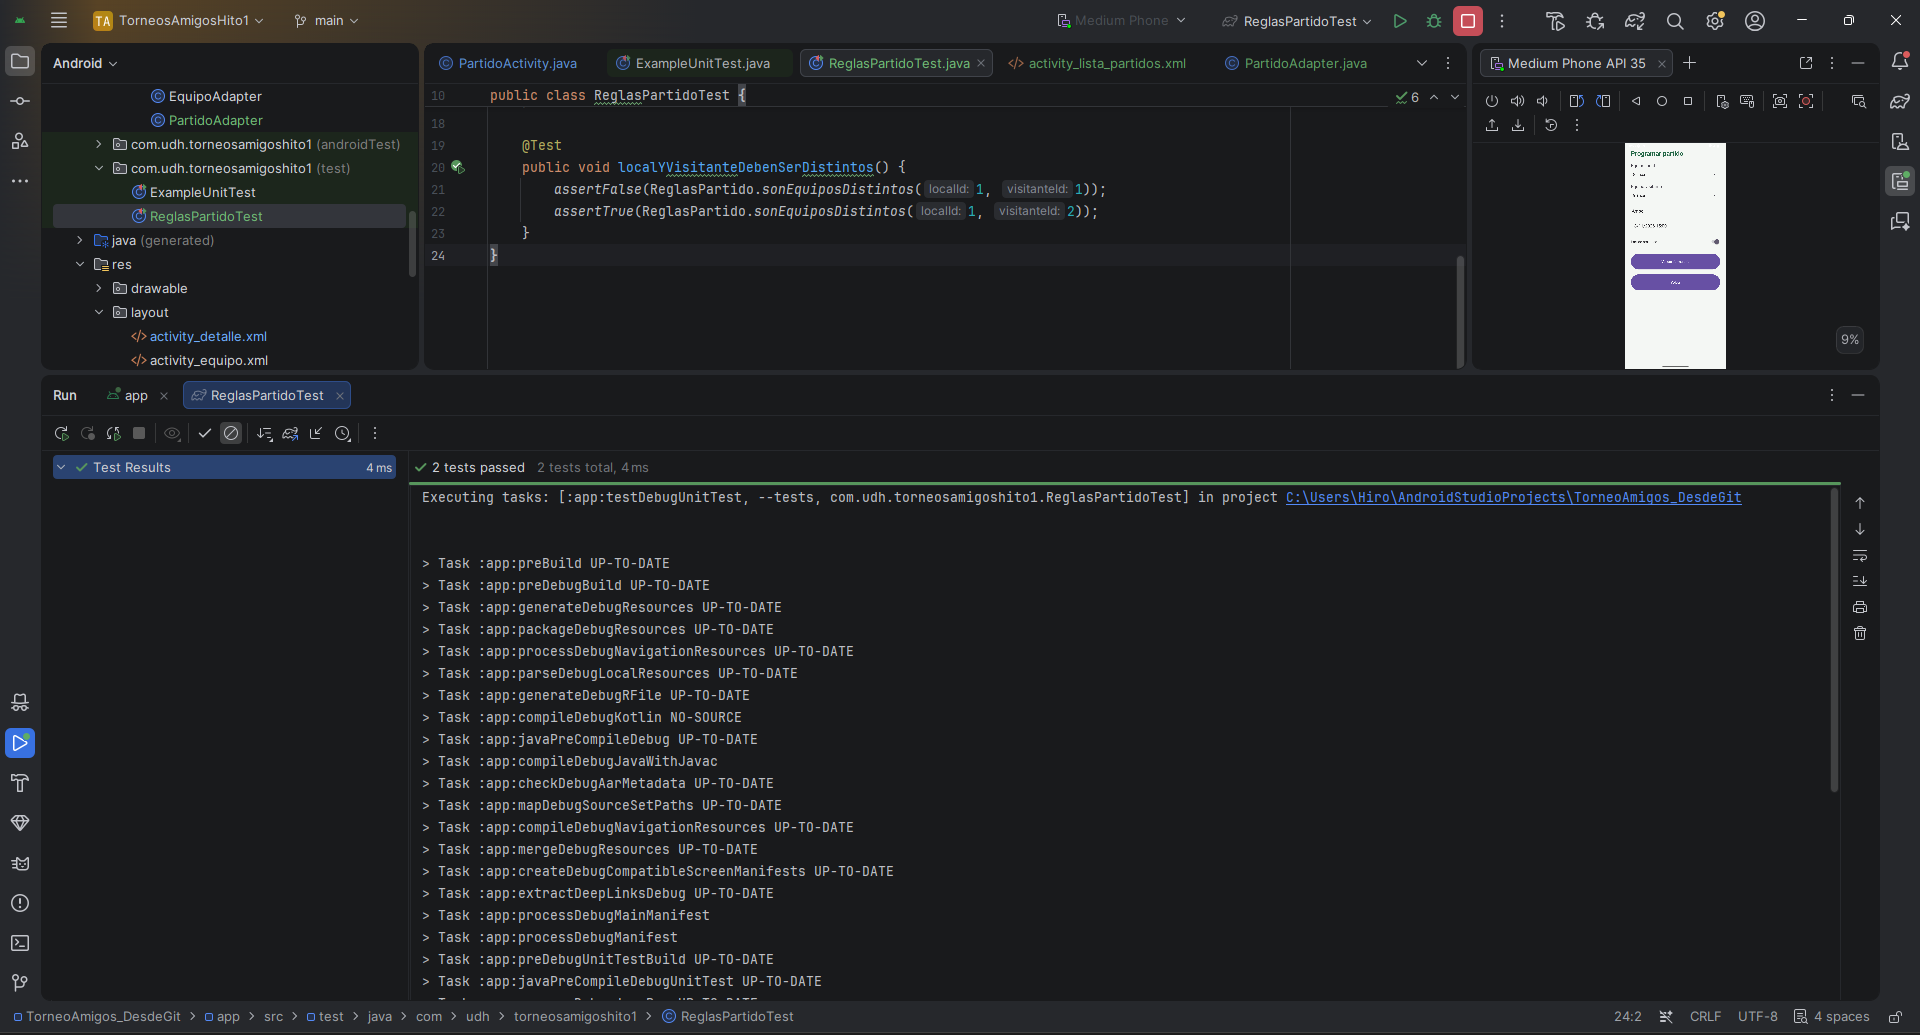 TA TorneosAmigosHito1 main Medium Phone ReglasPartidoTest
Android
PartidoActivity.java ExampleUnitTest.java ReglasPartidoTest.java activity_lista_partidos.xml PartidoAdapter.java
Medium Phone API 35
EquipoAdapter
PartidoAdapter
com.udh.torneosamigoshito1 (androidTest)
com.udh.torneosamigoshito1 (test)
ExampleUnitTest
ReglasPartidoTest
java (generated)
res
drawable
layout
activity_detalle.xml
activity_equipo.xml
10 public class ReglasPartidoTest {
6
18
19 @Test
20 public void localYVisitanteDebenSerDistintos() {
21 assertFalse(ReglasPartido.sonEquiposDistintos( localId: 1, visitanteId: 1));
22 assertTrue(ReglasPartido.sonEquiposDistintos( localId: 1, visitanteId: 2));
23 }
24 }
Programar partido
9%
Run app ReglasPartidoTest
Test Results 4 ms
2 tests passed 2 tests total, 4 ms
Executing tasks: [:app:testDebugUnitTest, --tests, com.udh.torneosamigoshito1.ReglasPartidoTest] in project C:\Users\Hiro\AndroidStudioProjects\TorneoAmigos_DesdeGit
> Task :app:preBuild UP-TO-DATE
> Task :app:preDebugBuild UP-TO-DATE
> Task :app:generateDebugResources UP-TO-DATE
> Task :app:packageDebugResources UP-TO-DATE
> Task :app:processDebugNavigationResources UP-TO-DATE
> Task :app:parseDebugLocalResources UP-TO-DATE
> Task :app:generateDebugRFile UP-TO-DATE
> Task :app:compileDebugKotlin NO-SOURCE
> Task :app:javaPreCompileDebug UP-TO-DATE
> Task :app:compileDebugJavaWithJavac
> Task :app:checkDebugAarMetadata UP-TO-DATE
> Task :app:mapDebugSourceSetPaths UP-TO-DATE
> Task :app:compileDebugNavigationResources UP-TO-DATE
> Task :app:mergeDebugResources UP-TO-DATE
> Task :app:createDebugCompatibleScreenManifests UP-TO-DATE
> Task :app:extractDeepLinksDebug UP-TO-DATE
> Task :app:processDebugMainManifest
> Task :app:processDebugManifest
> Task :app:preDebugUnitTestBuild UP-TO-DATE
> Task :app:javaPreCompileDebugUnitTest UP-TO-DATE
TorneoAmigos_DesdeGit > app > src > test > java > com > udh > torneosamigoshito1 > ReglasPartidoTest
24:2 CRLF UTF-8 4 spaces